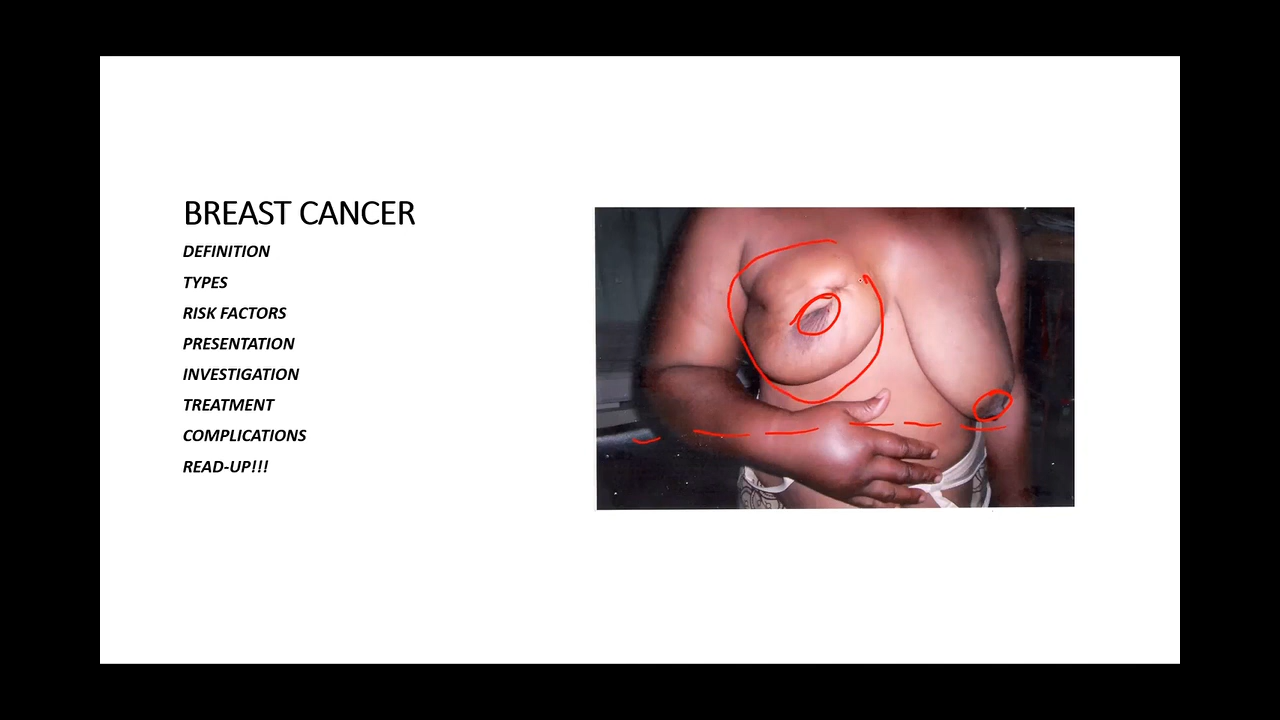 BREAST CANCER
DEFINITION
TYPES
RISK FACTORS
PRESENTATION
INVESTIGATION
TREATMENT
COMPLICATIONS
READ-UP!!!